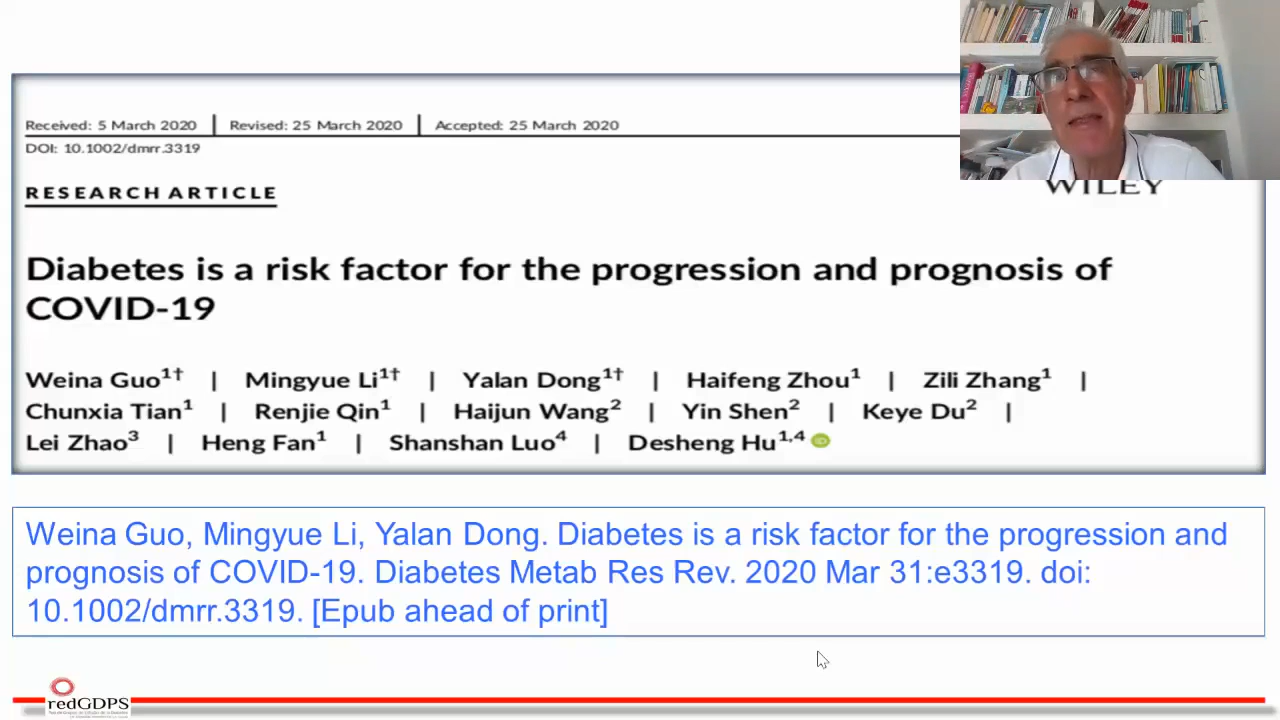 Received: 5 March 2020 | Revised: 25 March 2020 | Accepted: 25 March 2020
DOI: 10.1002/dmrr.3319
RESEARCH ARTICLE
WILEY
Diabetes is a risk factor for the progression and prognosis of
COVID-19
Weina Guo1† | Mingyue Li1† | Yalan Dong1† | Haifeng Zhou1 | Zili Zhang1 |
Chunxia Tian1 | Renjie Qin1 | Haijun Wang2 | Yin Shen2 | Keye Du2 |
Lei Zhao3 | Heng Fan1 | Shanshan Luo4 | Desheng Hu1,4 iD
Weina Guo, Mingyue Li, Yalan Dong. Diabetes is a risk factor for the progression and
prognosis of COVID-19. Diabetes Metab Res Rev. 2020 Mar 31:e3319. doi:
10.1002/dmrr.3319. [Epub ahead of print]
redGDPS